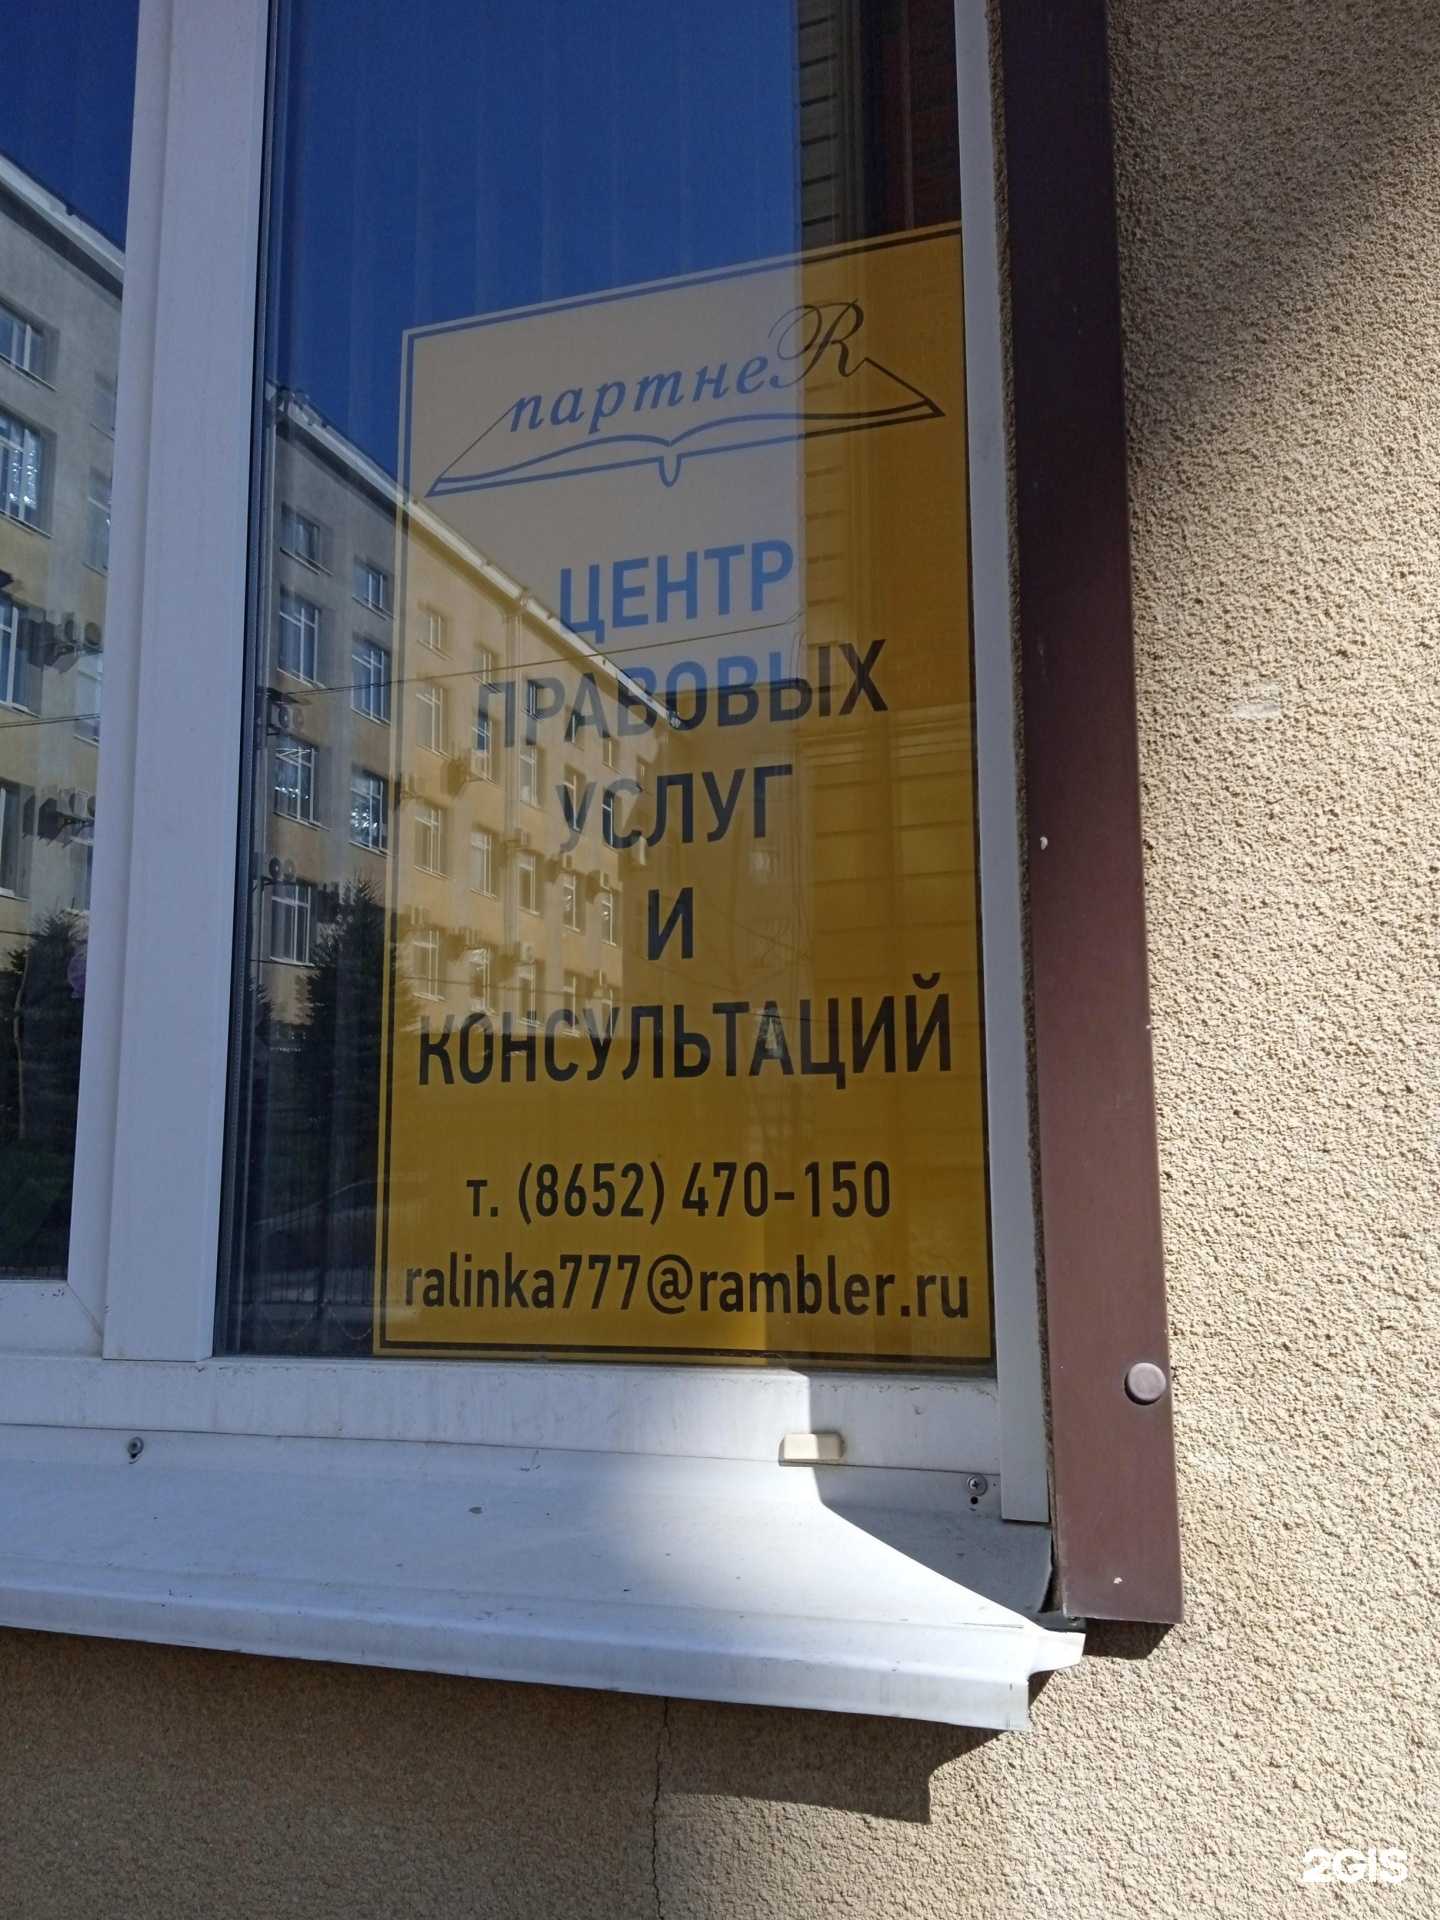 партнеR
ЦЕНТР
ПРАВОВЫХ
УСЛУГ
И
КОНСУЛЬТАЦИЙ
т. (8652) 470-150
ralinka777@rambler.ru
2GIS